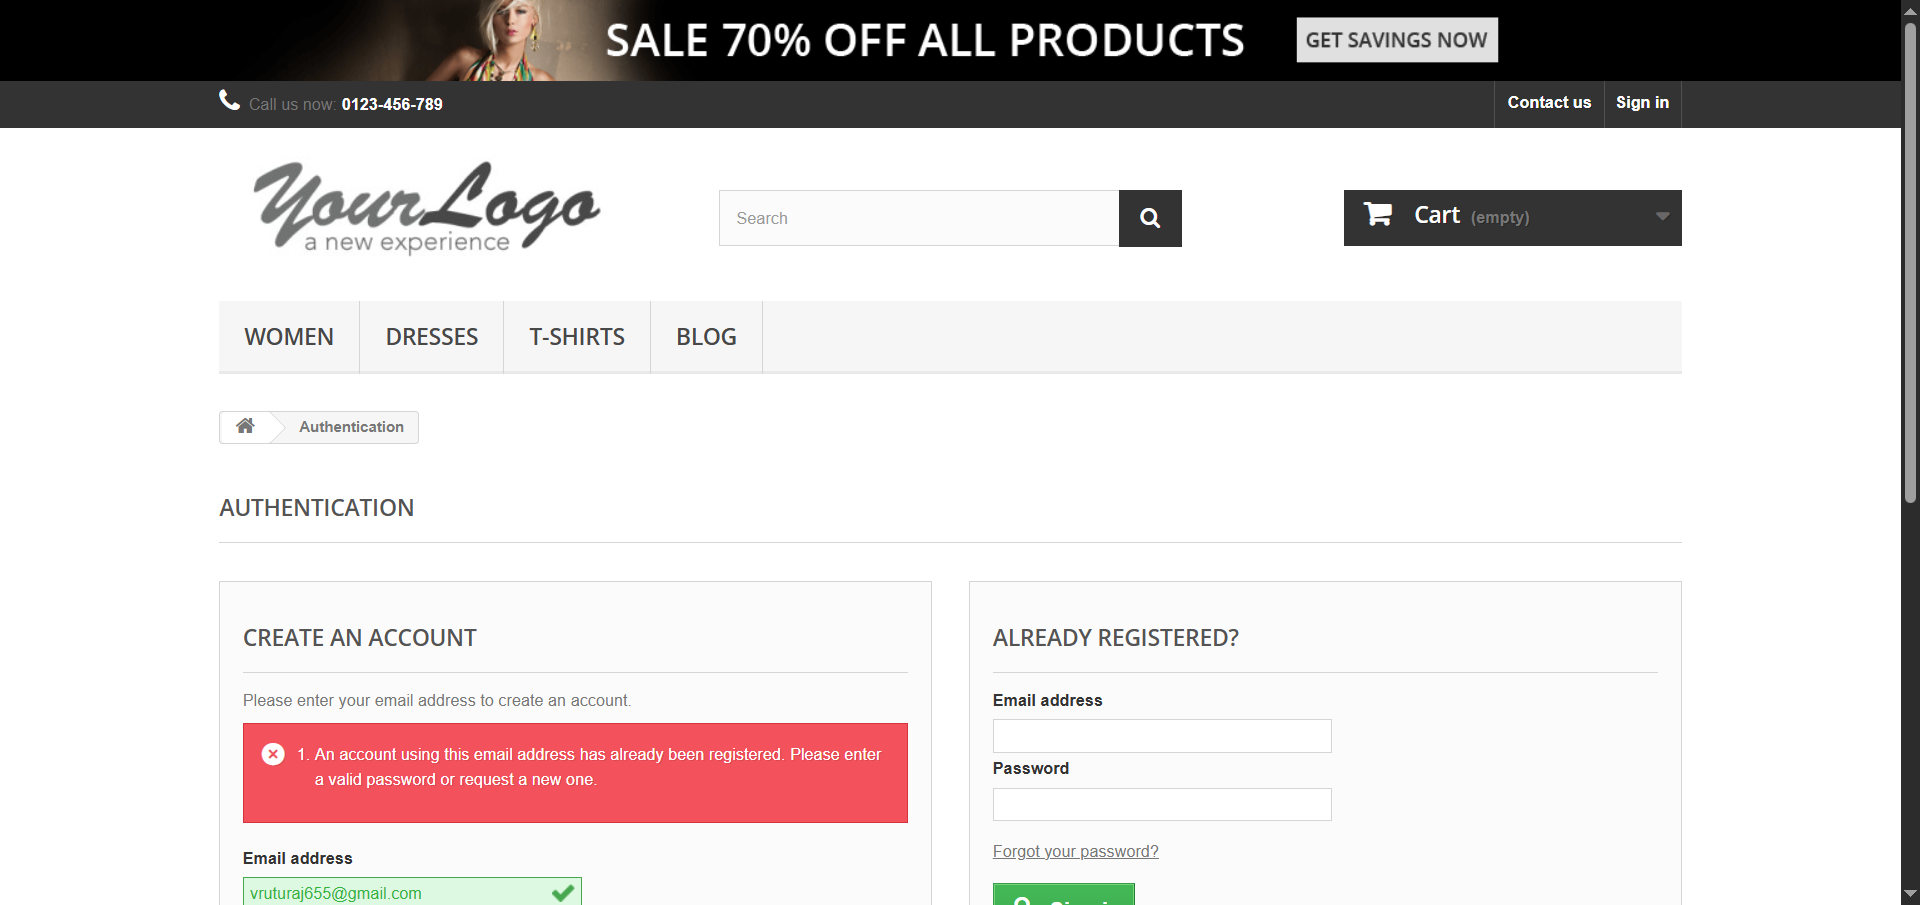 SALE 70% OFF ALL PRODUCTS
GET SAVINGS NOW
Call us now: 0123-456-789
Contact us
Sign in
YourLogo
a new experience
Search
Cart (empty)
WOMEN
DRESSES
T-SHIRTS
BLOG
Authentication
AUTHENTICATION
CREATE AN ACCOUNT
Please enter your email address to create an account.
1. An account using this email address has already been registered. Please enter
a valid password or request a new one.
Email address
vruturaj655@gmail.com
ALREADY REGISTERED?
Email address
Password
Forgot your password?